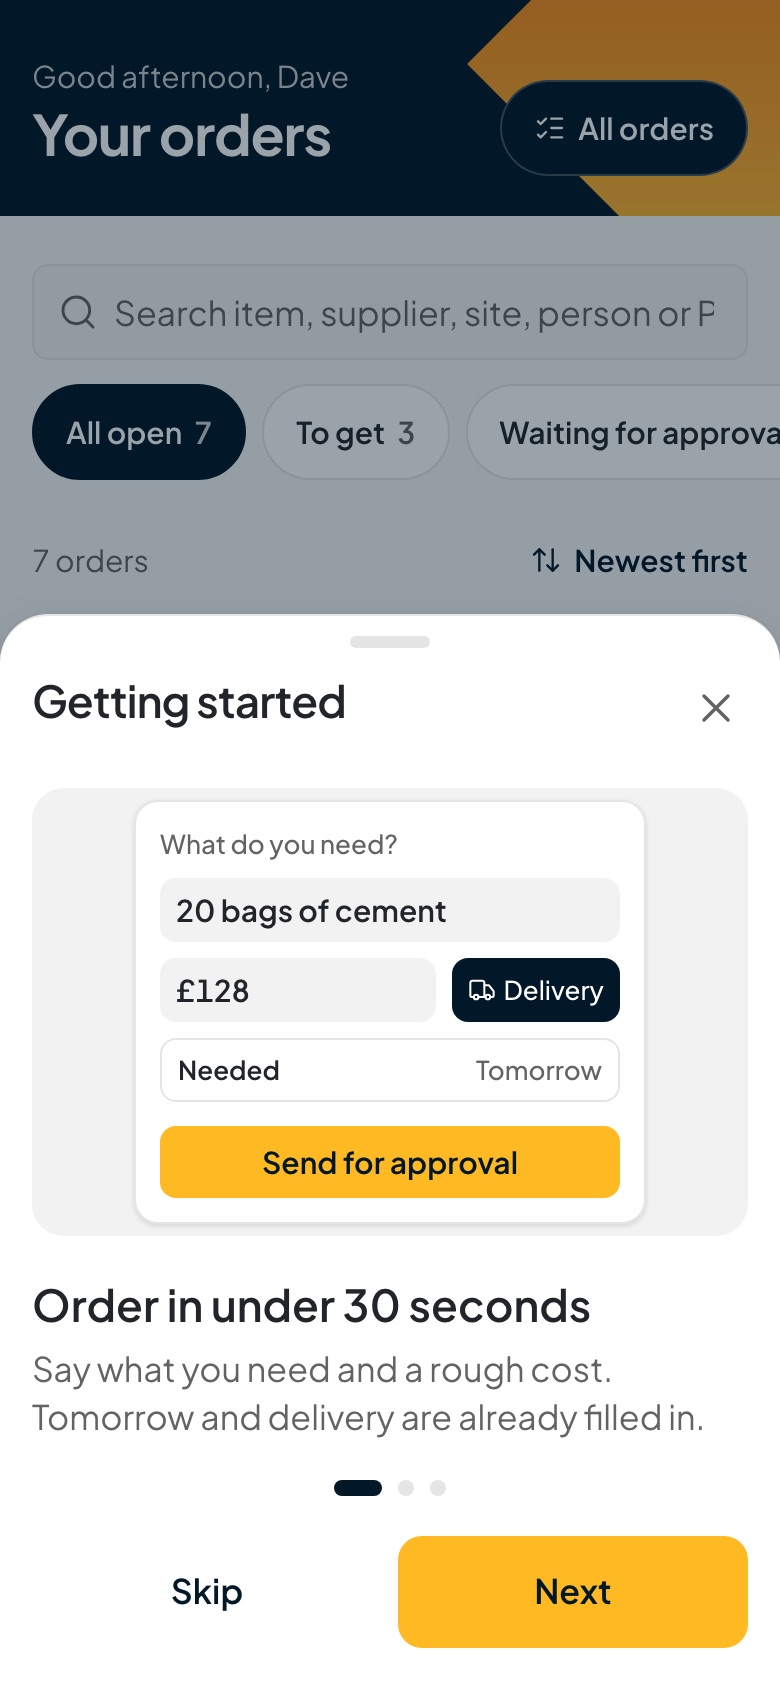 Good afternoon, Dave
Your orders
All orders
Search item, supplier, site, person or P
All open 7
To get 3
Waiting for approva
7 orders
Newest first
Getting started
What do you need?
20 bags of cement
£128
Delivery
Needed
Tomorrow
Send for approval
Order in under 30 seconds
Say what you need and a rough cost.
Tomorrow and delivery are already filled in.
Skip
Next